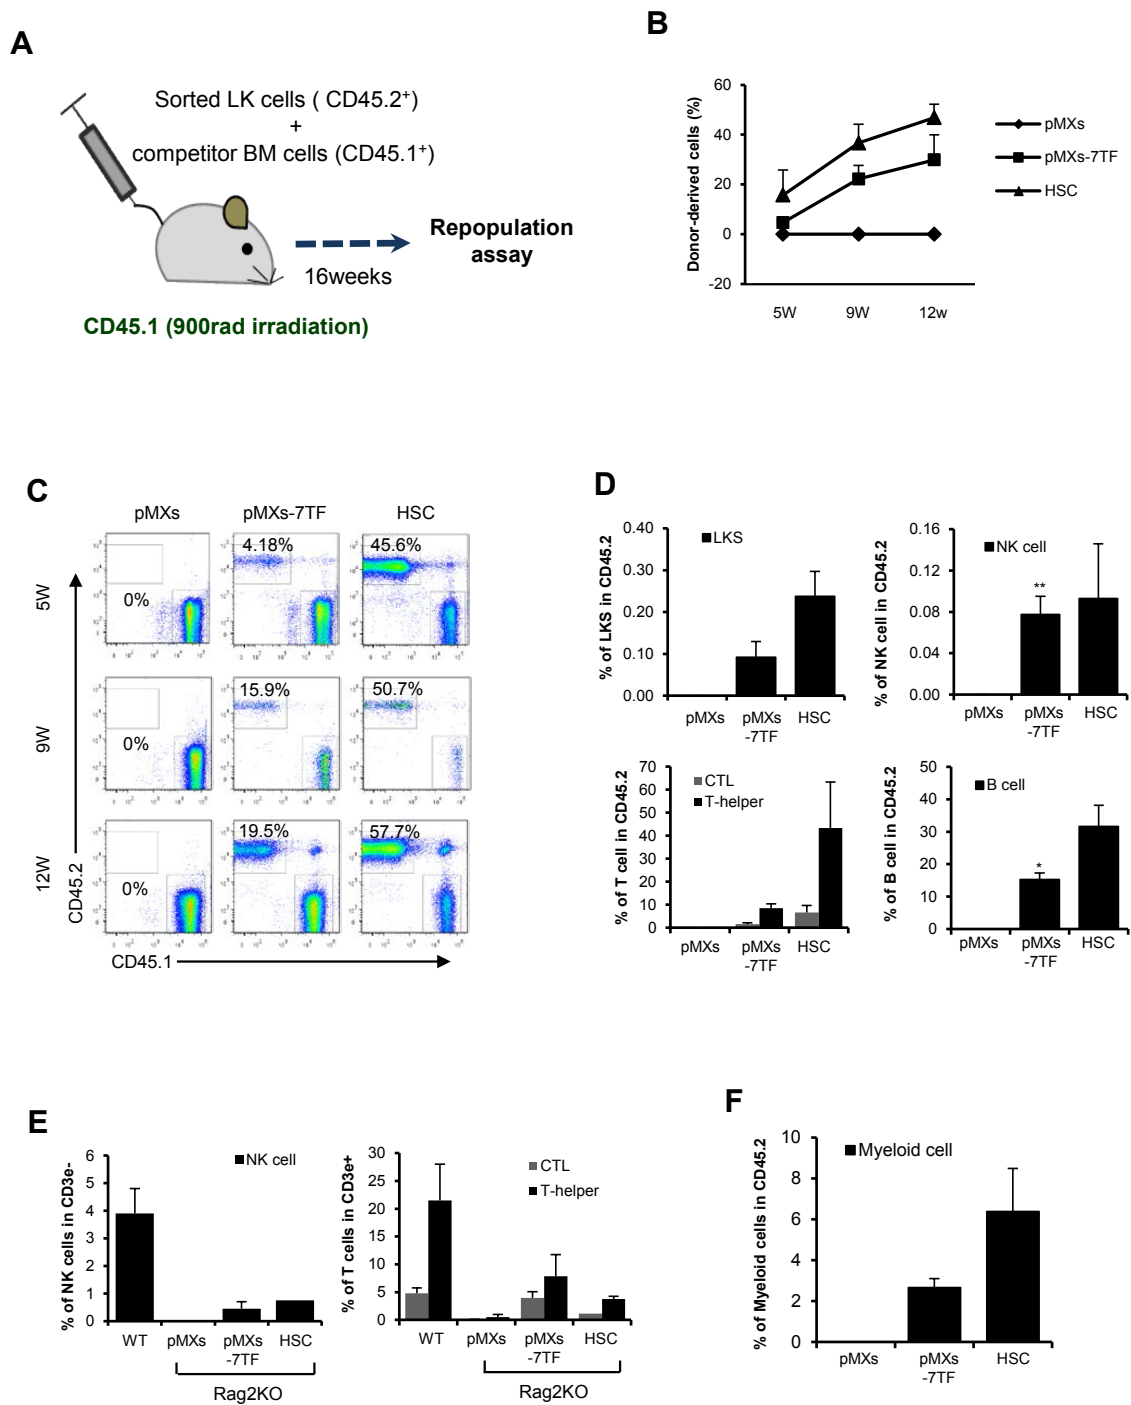 A
Sorted LK cells ( CD45.2+)
+
competitor BM cells (CD45.1+)
Repopulation
assay
16weeks
CD45.1 (900rad irradiation)
B
Donor-derived cells (%)
60
40
20
0
-20
5W
9W
12w
pMXs
pMXs-7TF
HSC
C
pMXs
pMXs-7TF
HSC
5W
0%
4.18%
45.6%
9W
0%
15.9%
50.7%
12W
0%
19.5%
57.7%
CD45.2
CD45.1
D
% of LKS in CD45.2
0.40
0.30
0.20
0.10
0.00
LKS
pMXs
pMXs
-7TF
HSC
% of NK cell in CD45.2
0.16
0.12
0.08
0.04
0.00
NK cell
**
pMXs
pMXs
-7TF
HSC
% of T cell in CD45.2
70
60
50
40
30
20
10
0
CTL
T-helper
pMXs
pMXs
-7TF
HSC
% of B cell in CD45.2
50
40
30
20
10
0
B cell
*
pMXs
pMXs
-7TF
HSC
E
% of NK cells in CD3e-
6
5
4
3
2
1
0
NK cell
WT
pMXs
pMXs
-7TF
HSC
Rag2KO
% of T cells in CD3e+
30
25
20
15
10
5
0
CTL
T-helper
WT
pMXs
pMXs
-7TF
HSC
Rag2KO
F
% of Myeloid cells in CD45.2
10
8
6
4
2
0
Myeloid cell
pMXs
pMXs
-7TF
HSC